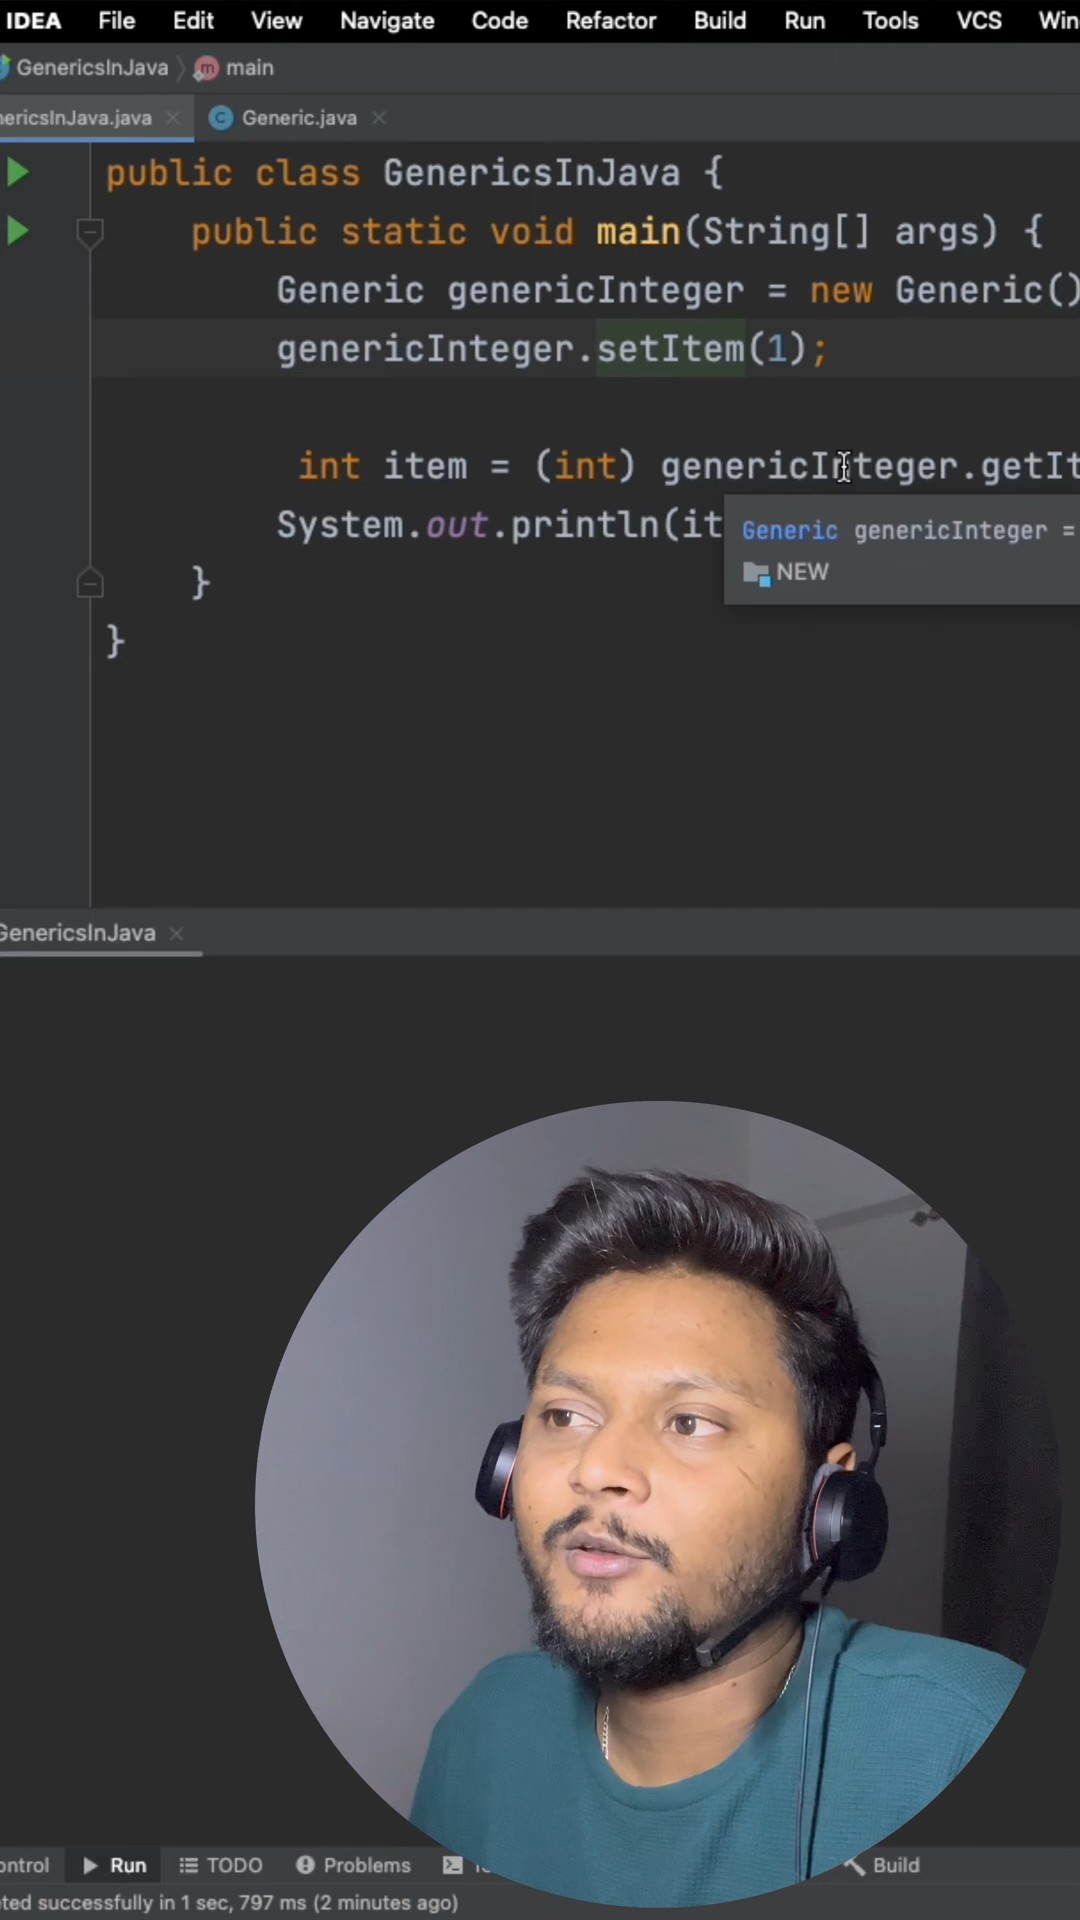 IDEA File Edit View Navigate Code Refactor Build Run Tools VCS
GenericsInJava main
nericsInJava.java Generic.java
public class GenericsInJava {
public static void main(String[] args) {
Generic genericInteger = new Generic()
genericInteger.setItem(1);
int item = (int) genericInteger.getIt
System.out.println(it
Generic genericInteger =
NEW
}
}
GenericsInJava
ontrol Run TODO Problems Build
ted successfully in 1 sec, 797 ms (2 minutes ago)